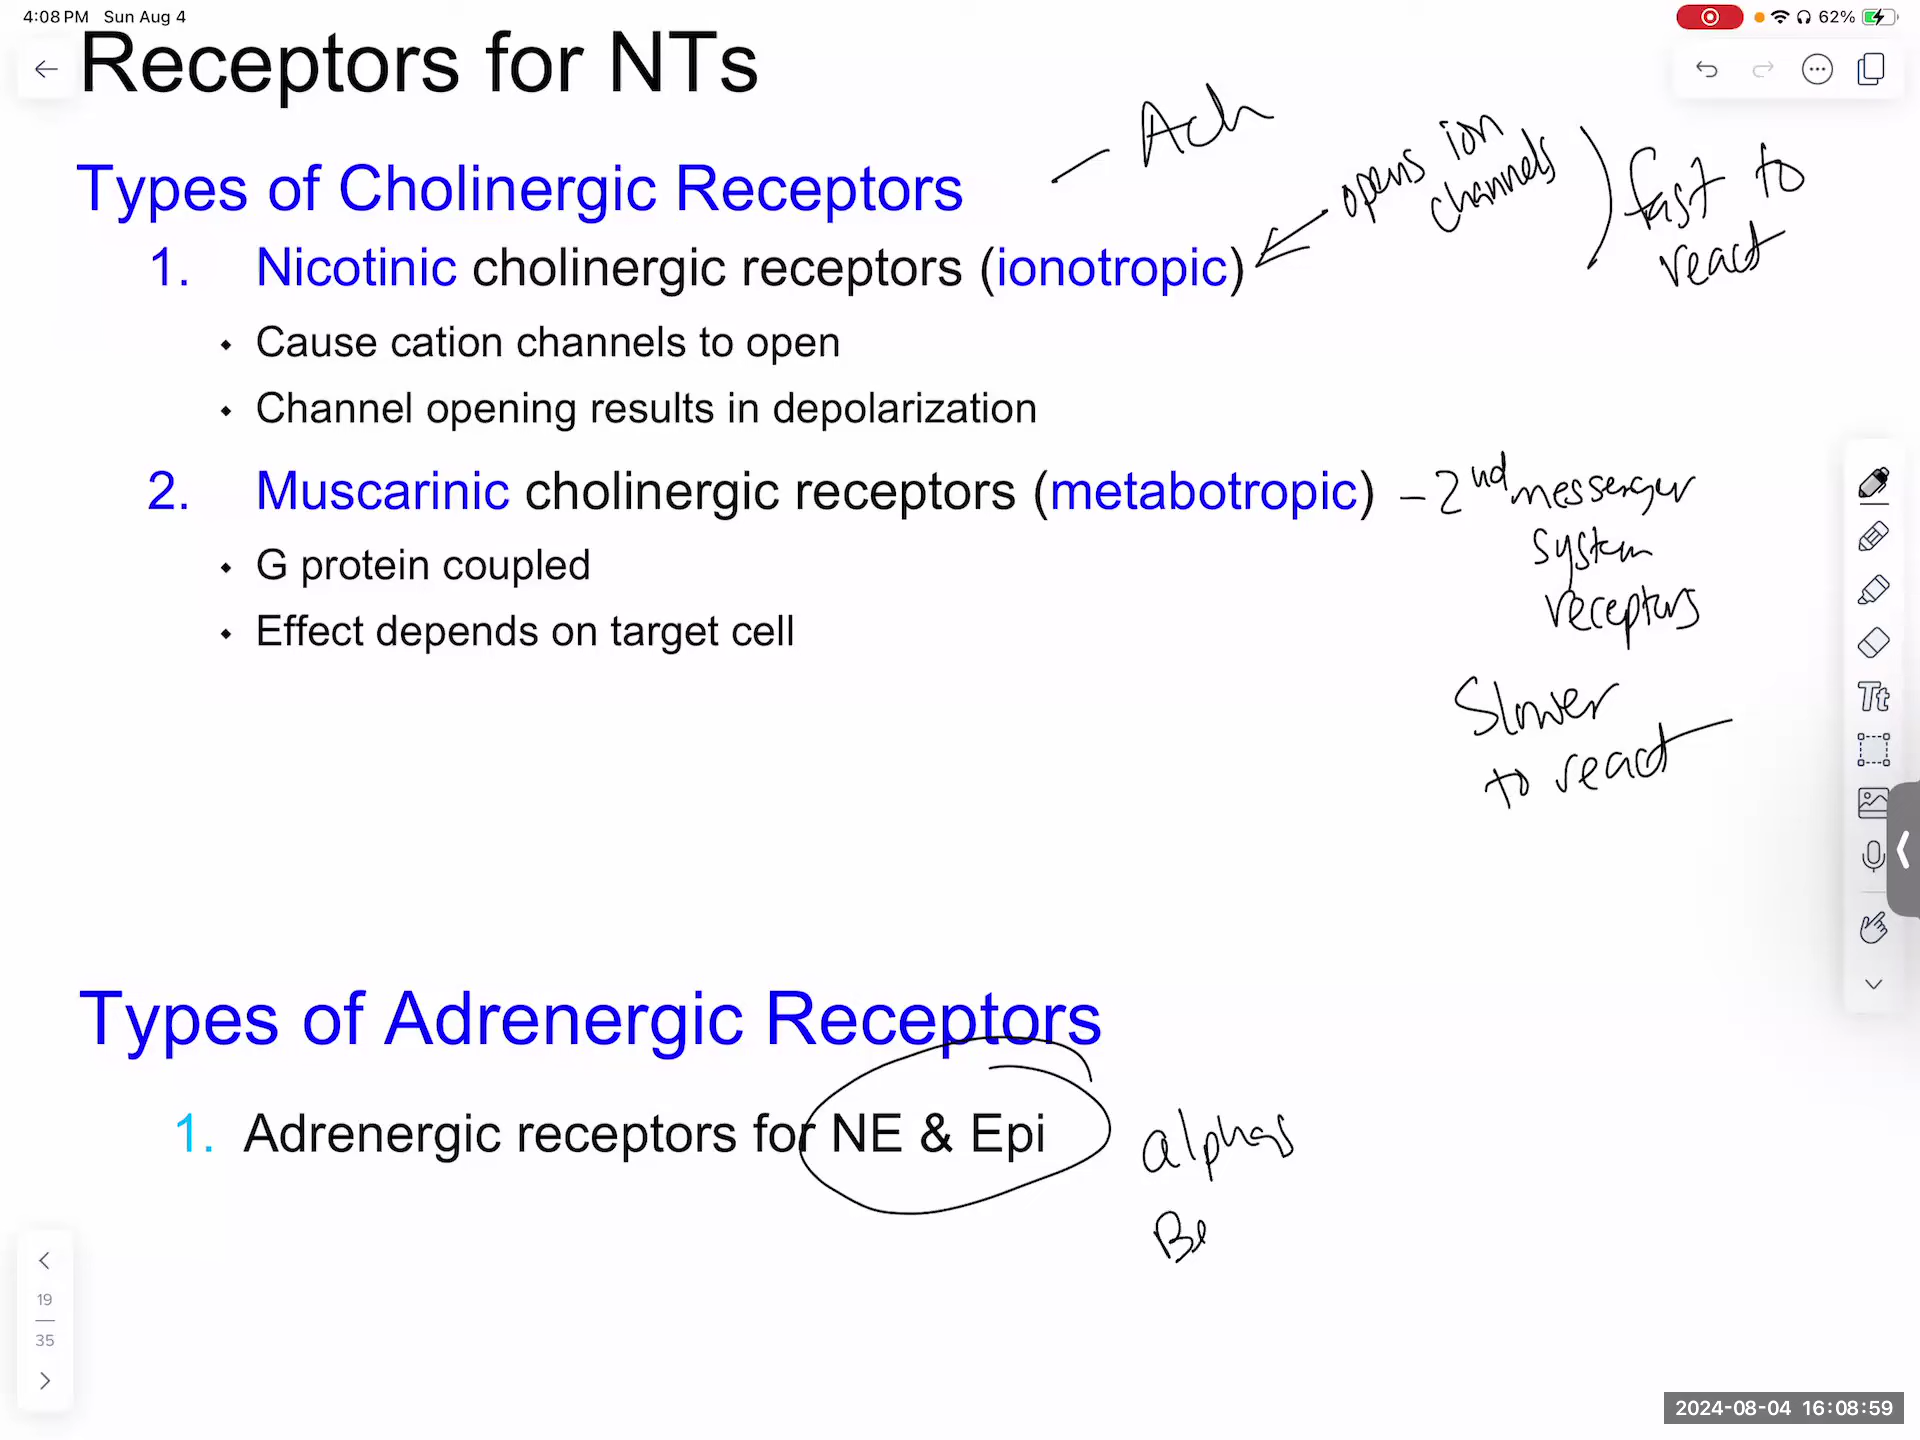 4:08 PM Sun Aug 4
62%
Receptors for NTs
Ach
Types of Cholinergic Receptors
opens ion
channels
fast to
react
1. Nicotinic cholinergic receptors (ionotropic)
• Cause cation channels to open
• Channel opening results in depolarization
2. Muscarinic cholinergic receptors (metabotropic)
– 2nd messenger
system
receptors
• G protein coupled
• Effect depends on target cell
Slower
to react
Tt
Types of Adrenergic Receptors
1. Adrenergic receptors for NE & Epi
alphas
Be
19
35
2024-08-04 16:08:59